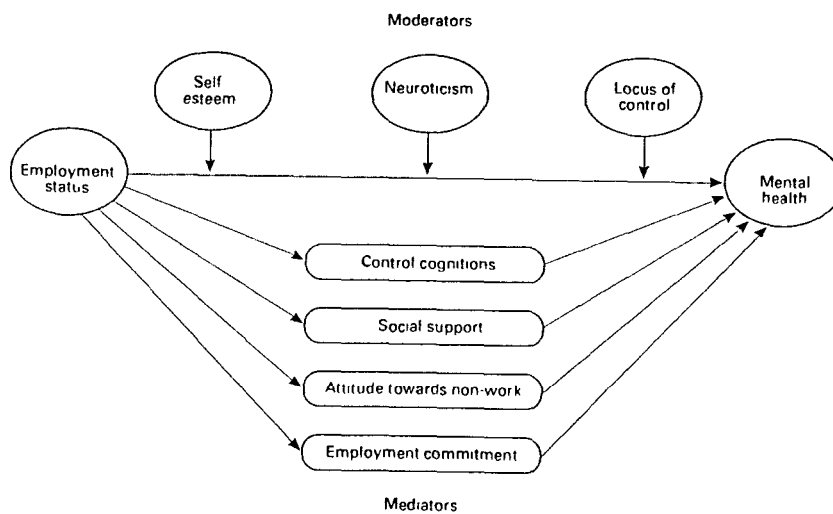 Moderators
Self
esteem
Neuroticism
Locus of
control
Employment
status
Mental
health
Control cognitions
Social support
Attitude towards non-work
Employment commitment
Mediators